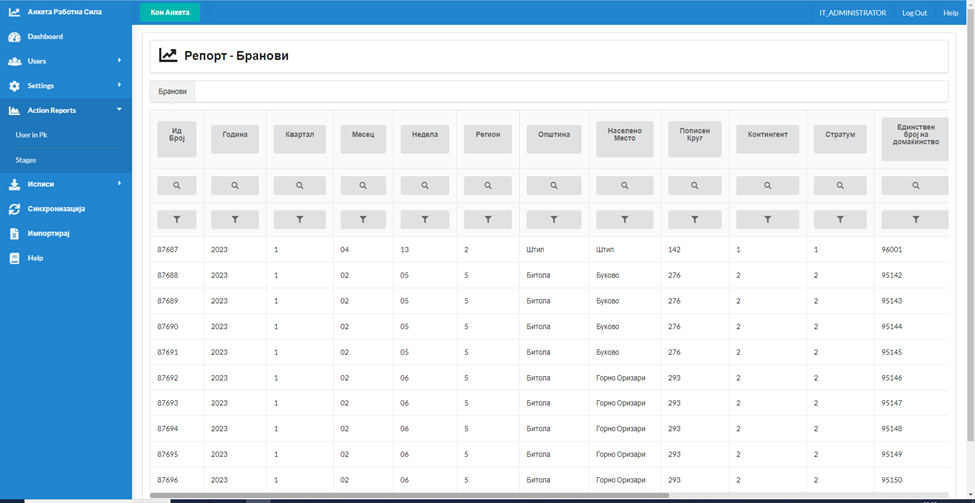 Анкета Работна Сила
Кон Анкета
IT_ADMINISTRATOR Log Out Help
Dashboard
Users
Settings
Action Reports
User in Pk
Stages
Исписи
Синхронизација
Импортирај
Help
Репорт - Бранови
Бранови
Ид Број Година Квартал Месец Недела Регион Општина Населено Место Пописен Круг Контингент Стратум Единствен број на домаќинство
87687 2023 1 04 13 2 Штип Штип 142 1 1 96001
87688 2023 1 02 05 5 Битола Буково 276 2 2 95142
87689 2023 1 02 05 5 Битола Буково 276 2 2 95143
87690 2023 1 02 05 5 Битола Буково 276 2 2 95144
87691 2023 1 02 05 5 Битола Буково 276 2 2 95145
87692 2023 1 02 06 5 Битола Горно Оризари 293 2 2 95146
87693 2023 1 02 06 5 Битола Горно Оризари 293 2 2 95147
87694 2023 1 02 06 5 Битола Горно Оризари 293 2 2 95148
87695 2023 1 02 06 5 Битола Горно Оризари 293 2 2 95149
87696 2023 1 02 06 5 Битола Горно Оризари 293 2 2 95150